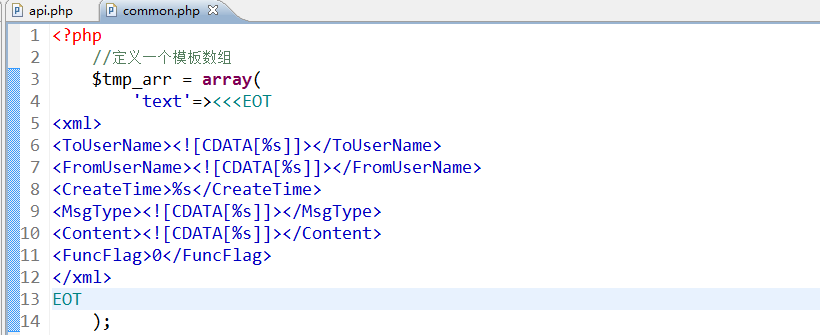 api.php common.php
1 <?php
2 //定义一个模板数组
3 $tmp_arr = array(
4 'text'=><<<EOT
5 <xml>
6 <ToUserName><![CDATA[%s]]></ToUserName>
7 <FromUserName><![CDATA[%s]]></FromUserName>
8 <CreateTime>%s</CreateTime>
9 <MsgType><![CDATA[%s]]></MsgType>
10 <Content><![CDATA[%s]]></Content>
11 <FuncFlag>0</FuncFlag>
12 </xml>
13 EOT
14 );